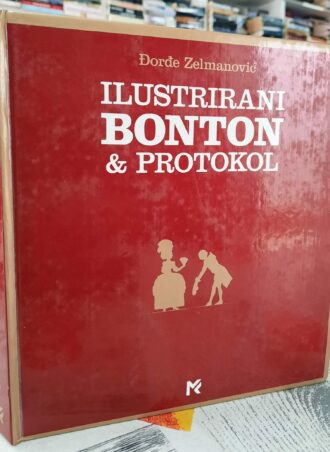 Đorđe Zelmanović
ILUSTRIRANI
BONTON
& PROTOKOL